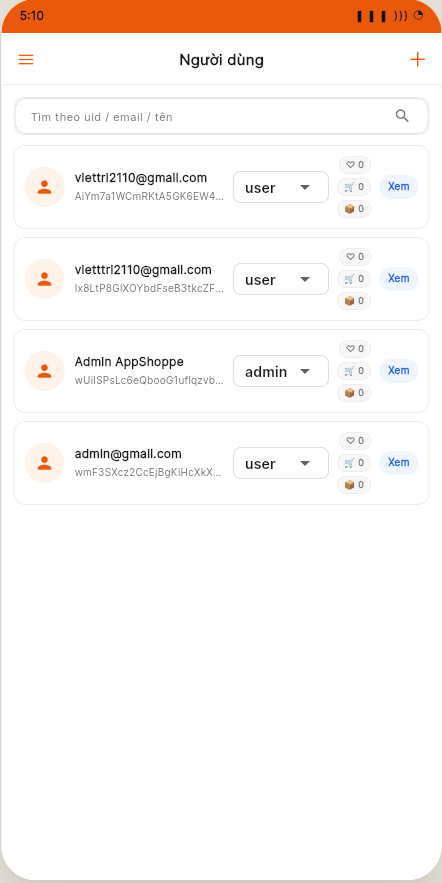 5:10
Người dùng
Tìm theo uid / email / tên
viettri2110@gmail.com
AiYm7a1WCmRKtA5GK6EW4...
user
0
0
0
Xem
vietttri2110@gmail.com
Ix8LtP8GlXOYbdFseB3tkcZF...
user
0
0
0
Xem
Admin AppShoppe
wUiISPsLc6eQbooG1ufIqzvb...
admin
0
0
0
Xem
admin@gmail.com
wmF3SXcz2CcEjBgKiHcXkX...
user
0
0
0
Xem